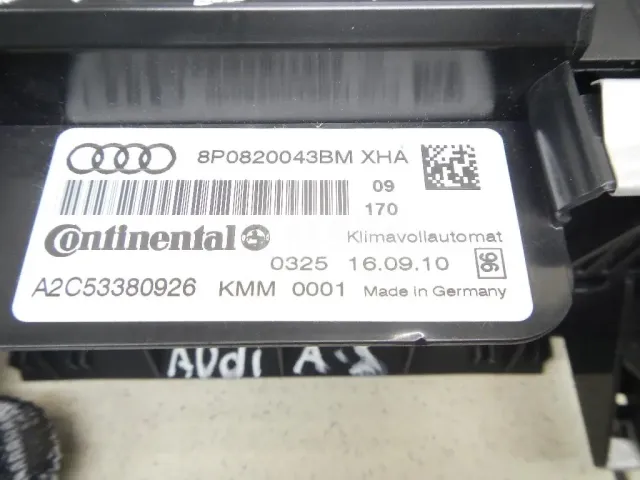 8P0820043BM XHA
09
170
Continental
Klimavollautomat
0325 16.09.10 96
A2C53380926 KMM 0001 Made in Germany
AUDI A3